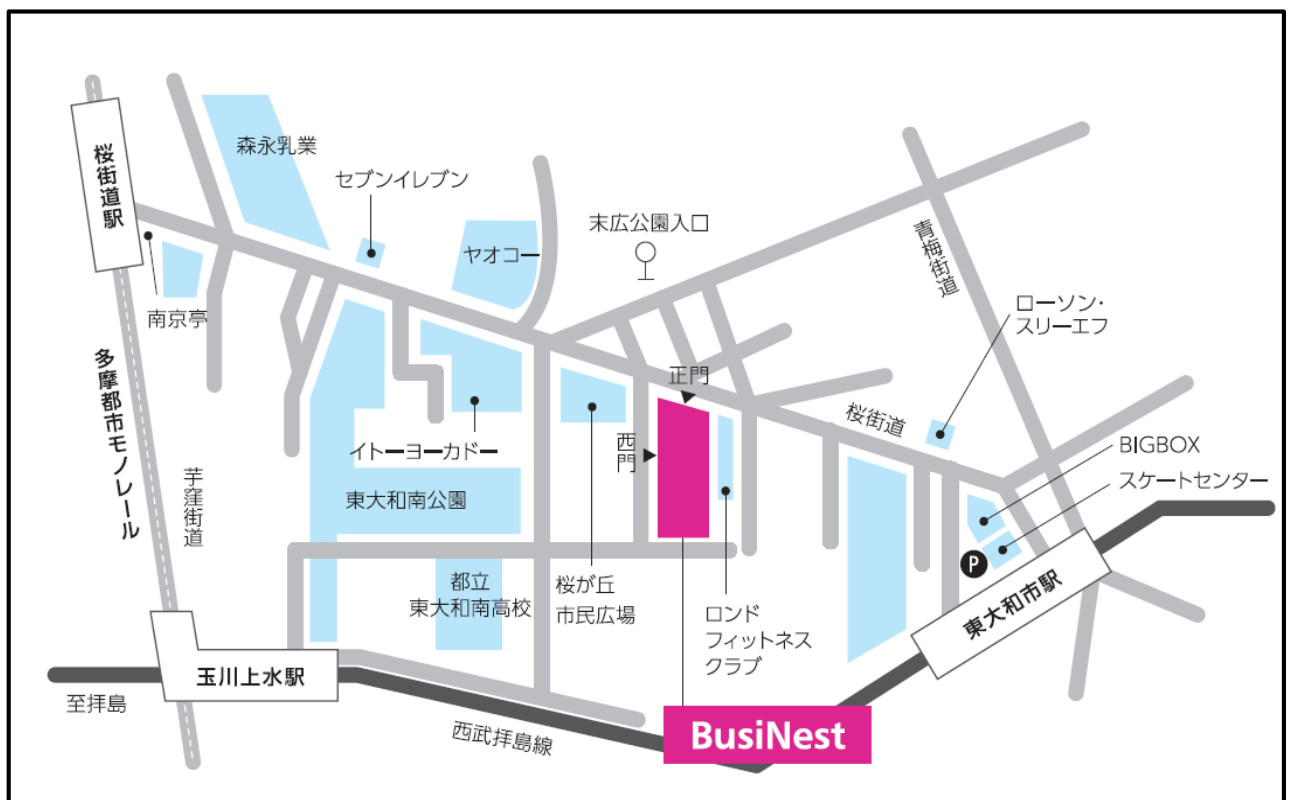 森永乳業
桜街道駅
セブンイレブン
末広公園入口
ヤオコー
青梅街道
南京亭
ローソン・
スリーエフ
多摩都市モノレール
正門
桜街道
西門
イトーヨーカドー
BIGBOX
スケートセンター
芋窪街道
東大和南公園
P
都立
東大和南高校
桜が丘
市民広場
ロンド
フィットネス
クラブ
東大和市駅
玉川上水駅
至拝島
西武拝島線
BusiNest